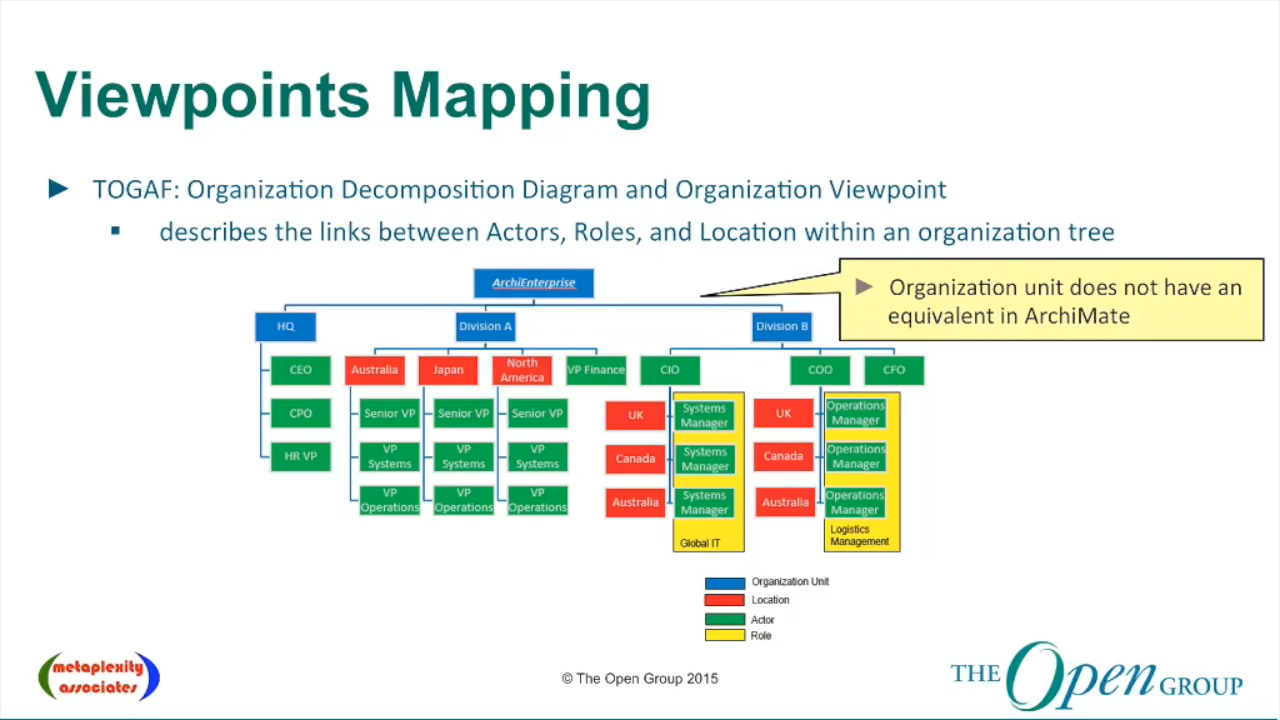 Viewpoints Mapping
► TOGAF: Organization Decomposition Diagram and Organization Viewpoint
▪ describes the links between Actors, Roles, and Location within an organization tree
► Organization unit does not have an
equivalent in ArchiMate
ArchiEnterprise
HQ
Division A
Division B
CEO
CPO
HR VP
Australia
Senior VP
VP
Systems
VP
Operations
Japan
Senior VP
VP
Systems
VP
Operations
North
America
Senior VP
VP
Systems
VP
Operations
VP Finance
CIO
UK
Systems
Manager
Canada
Systems
Manager
Australia
Systems
Manager
Global IT
COO
UK
Operations
Manager
Canada
Operations
Manager
Australia
Operations
Manager
Logistics
Management
CFO
Organization Unit
Location
Actor
Role
metaplexity
associates
© The Open Group 2015
THE Open GROUP